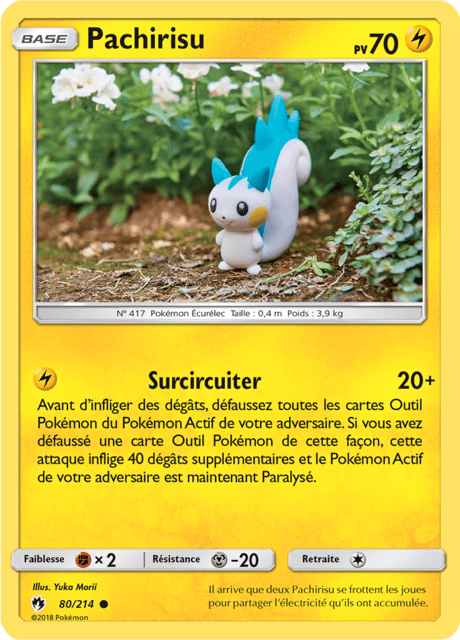 BASE Pachirisu PV 70
N° 417 Pokémon Écurélec Taille : 0,4 m Poids : 3,9 kg
Surcircuiter 20+
Avant d'infliger des dégâts, défaussez toutes les cartes Outil
Pokémon du Pokémon Actif de votre adversaire. Si vous avez
défaussé une carte Outil Pokémon de cette façon, cette
attaque inflige 40 dégâts supplémentaires et le Pokémon Actif
de votre adversaire est maintenant Paralysé.
Faiblesse × 2 Résistance -20 Retraite
Illus. Yuka Morii
80/214
©2018 Pokémon
Il arrive que deux Pachirisu se frottent les joues
pour partager l'électricité qu'ils ont accumulée.